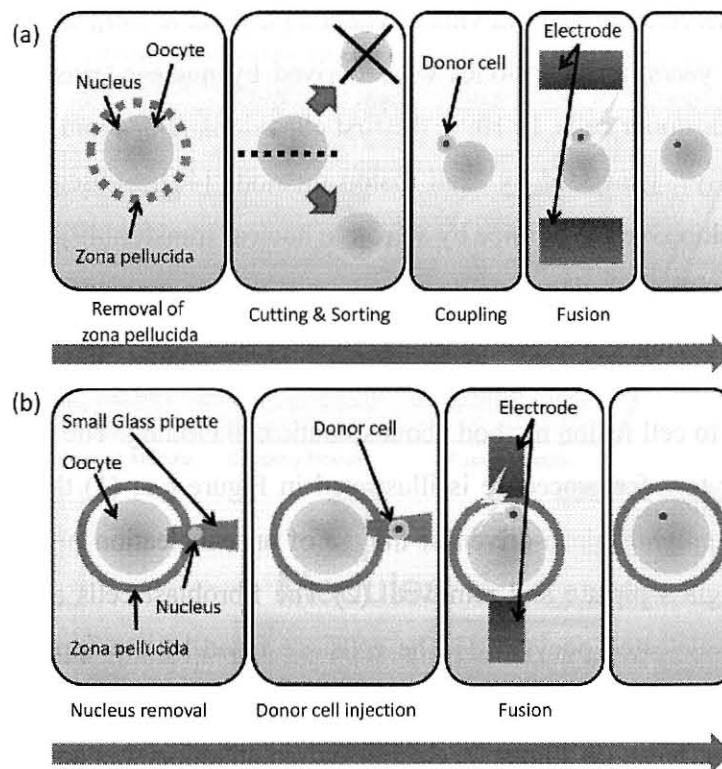 (a)
Oocyte
Nucleus
Zona pellucida
Removal of
zona pellucida
Cutting & Sorting
Donor cell
Coupling
Electrode
Fusion
(b)
Small Glass pipette
Oocyte
Nucleus
Zona pellucida
Nucleus removal
Donor cell
Donor cell injection
Electrode
Fusion